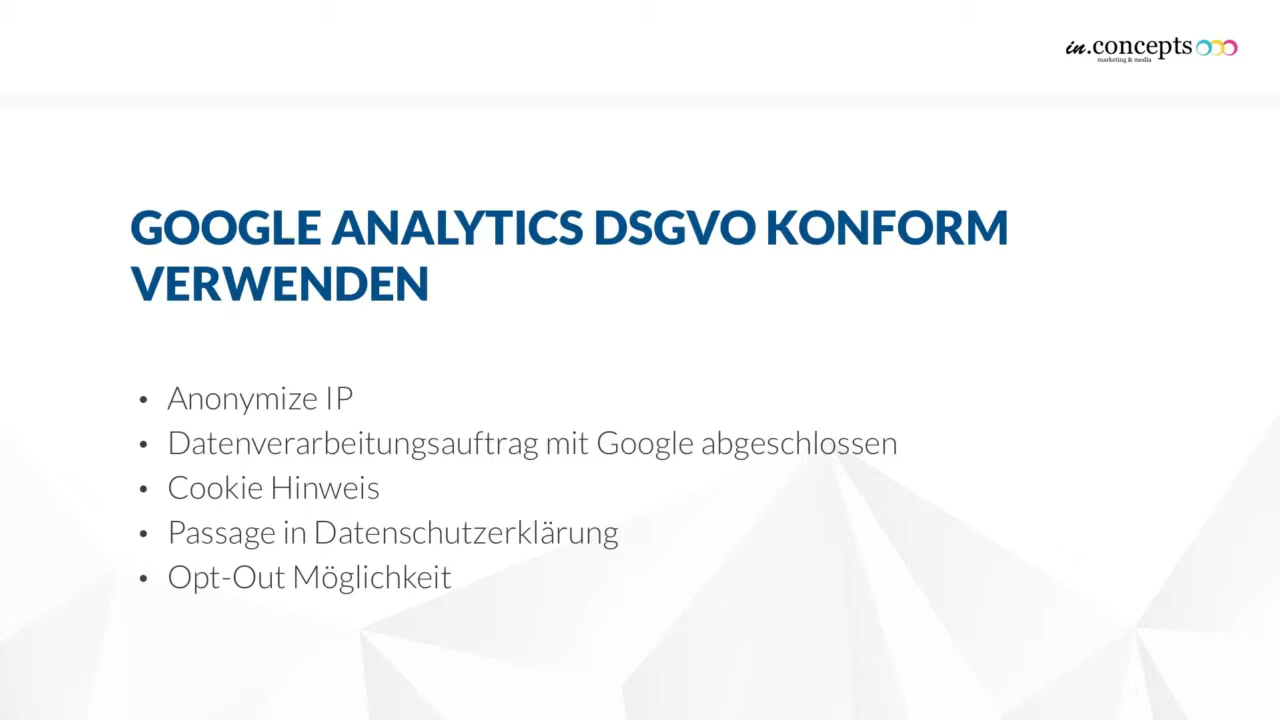 in.concepts
marketing & media
GOOGLE ANALYTICS DSGVO KONFORM
VERWENDEN
• Anonymize IP
• Datenverarbeitungsauftrag mit Google abgeschlossen
• Cookie Hinweis
• Passage in Datenschutzerklärung
• Opt-Out Möglichkeit